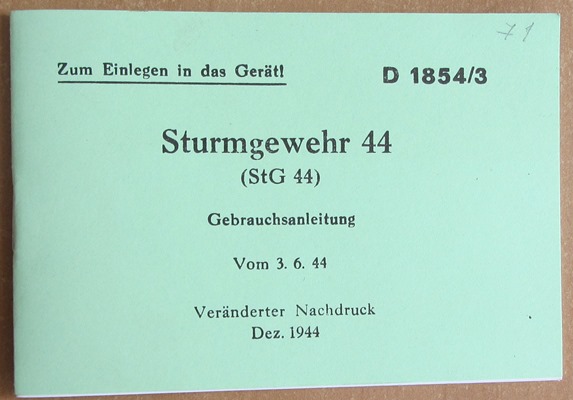 71
Zum Einlegen in das Gerät! D 1854/3
Sturmgewehr 44
(StG 44)
Gebrauchsanleitung
Vom 3. 6. 44
Veränderter Nachdruck
Dez. 1944